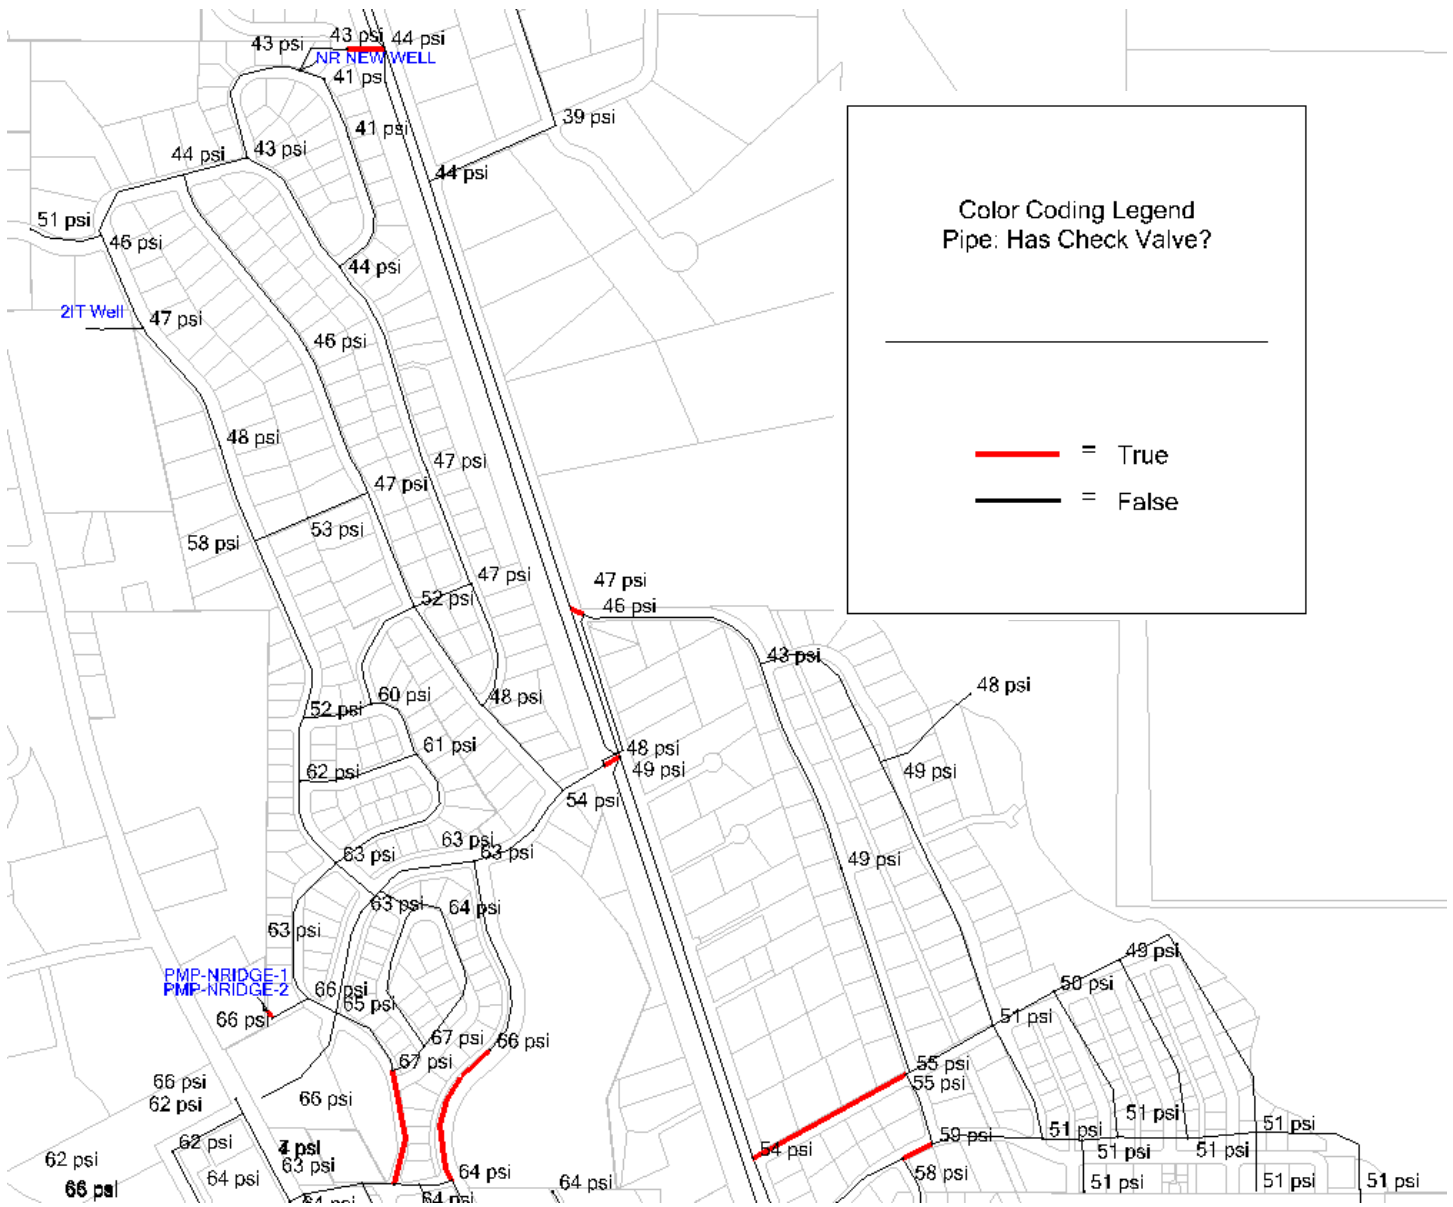 43 psi
43 psi
44 psi
NR NEW WELL
41 psi
41 psi
39 psi
44 psi
43 psi
44 psi
51 psi
46 psi
44 psi
2IT Well
47 psi
46 psi
48 psi
47 psi
47 psi
53 psi
58 psi
47 psi
52 psi
47 psi
46 psi
43 psi
48 psi
60 psi
48 psi
52 psi
61 psi
62 psi
48 psi
49 psi
49 psi
54 psi
63 psi
63 psi
63 psi
49 psi
63 psi
64 psi
63 psi
49 psi
PMP-NRIDGE-1
PMP-NRIDGE-2
66 psi
65 psi
66 psi
50 psi
51 psi
67 psi
66 psi
67 psi
55 psi
55 psi
66 psi
62 psi
66 psi
51 psi
51 psi
51 psi
59 psi
62 psi
54 psi
51 psi
51 psi
62 psi
63 psi
64 psi
64 psi
58 psi
64 psi
51 psi
51 psi
51 psi
66 psi
64 psi
64 psi
Color Coding Legend
Pipe: Has Check Valve?
= True
= False